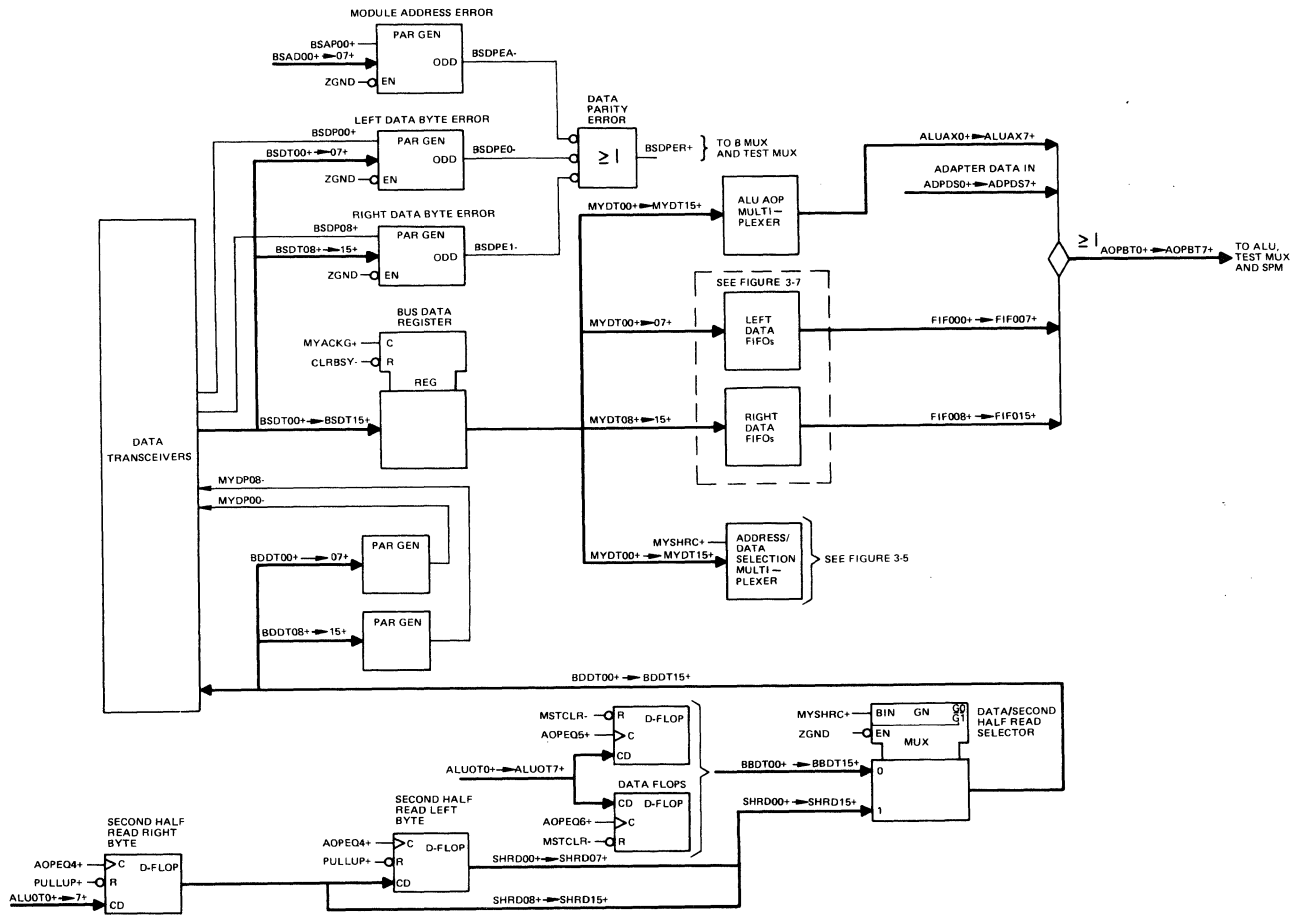 MODULE ADDRESS ERROR
PAR GEN
BSAP00+
BSAD00+ 07+
BSDPEA-
ODD
ZGND
EN
LEFT DATA BYTE ERROR
BSDP00+
PAR GEN
BSDT00+ 07+
BSDPE0-
ODD
ZGND
EN
RIGHT DATA BYTE ERROR
BSDP08+
PAR GEN
BSDT08+ 15+
BSDPE1-
ODD
ZGND
EN
DATA
PARITY
ERROR
≥1
BSDPER+
TO B MUX
AND TEST MUX
BUS DATA
REGISTER
MYACKG+
C
CLRBSY-
R
REG
BSDT00+ BSDT15+
DATA
TRANSCEIVERS
MYDT00+ MYDT15+
ALU AOP
MULTI-
PLEXER
ALUAX0+ ALUAX7+
ADAPTER DATA IN
ADPDS0+ ADPDS7+
≥1
AOPBT0+ AOPBT7+
TO ALU,
TEST MUX
AND SPM
SEE FIGURE 3-7
MYDT00+ 07+
LEFT
DATA
FIFOs
FIF000+ FIF007+
MYDT08+ 15+
RIGHT
DATA
FIFOs
FIF008+ FIF015+
MYSHRC+
MYDT00+ MYDT15+
ADDRESS/
DATA
SELECTION
MULTI-
PLEXER
SEE FIGURE 3-5
MYDP08-
MYDP00-
BDDT00+ 07+
PAR GEN
BDDT08+ 15+
PAR GEN
BDDT00+ BDDT15+
MSTCLR-
R
D-FLOP
AOPEQ5+
C
CD
ALUOT0+ ALUOT7+
DATA FLOPS
CD
D-FLOP
AOPEQ6+
C
MSTCLR-
R
MYSHRC+
BIN
GN
G0
G1
ZGND
EN
MUX
DATA/SECOND
HALF READ
SELECTOR
BBDT00+ BBDT15+
0
SHRD00+ SHRD15+
1
SECOND HALF
READ LEFT
BYTE
AOPEQ4+
C
D-FLOP
PULLUP+
R
CD
SHRD00+ SHRD07+
SECOND HALF
READ RIGHT
BYTE
AOPEQ4+
C
D-FLOP
PULLUP+
R
ALUOT0+ 7+
CD
SHRD08+ SHRD15+